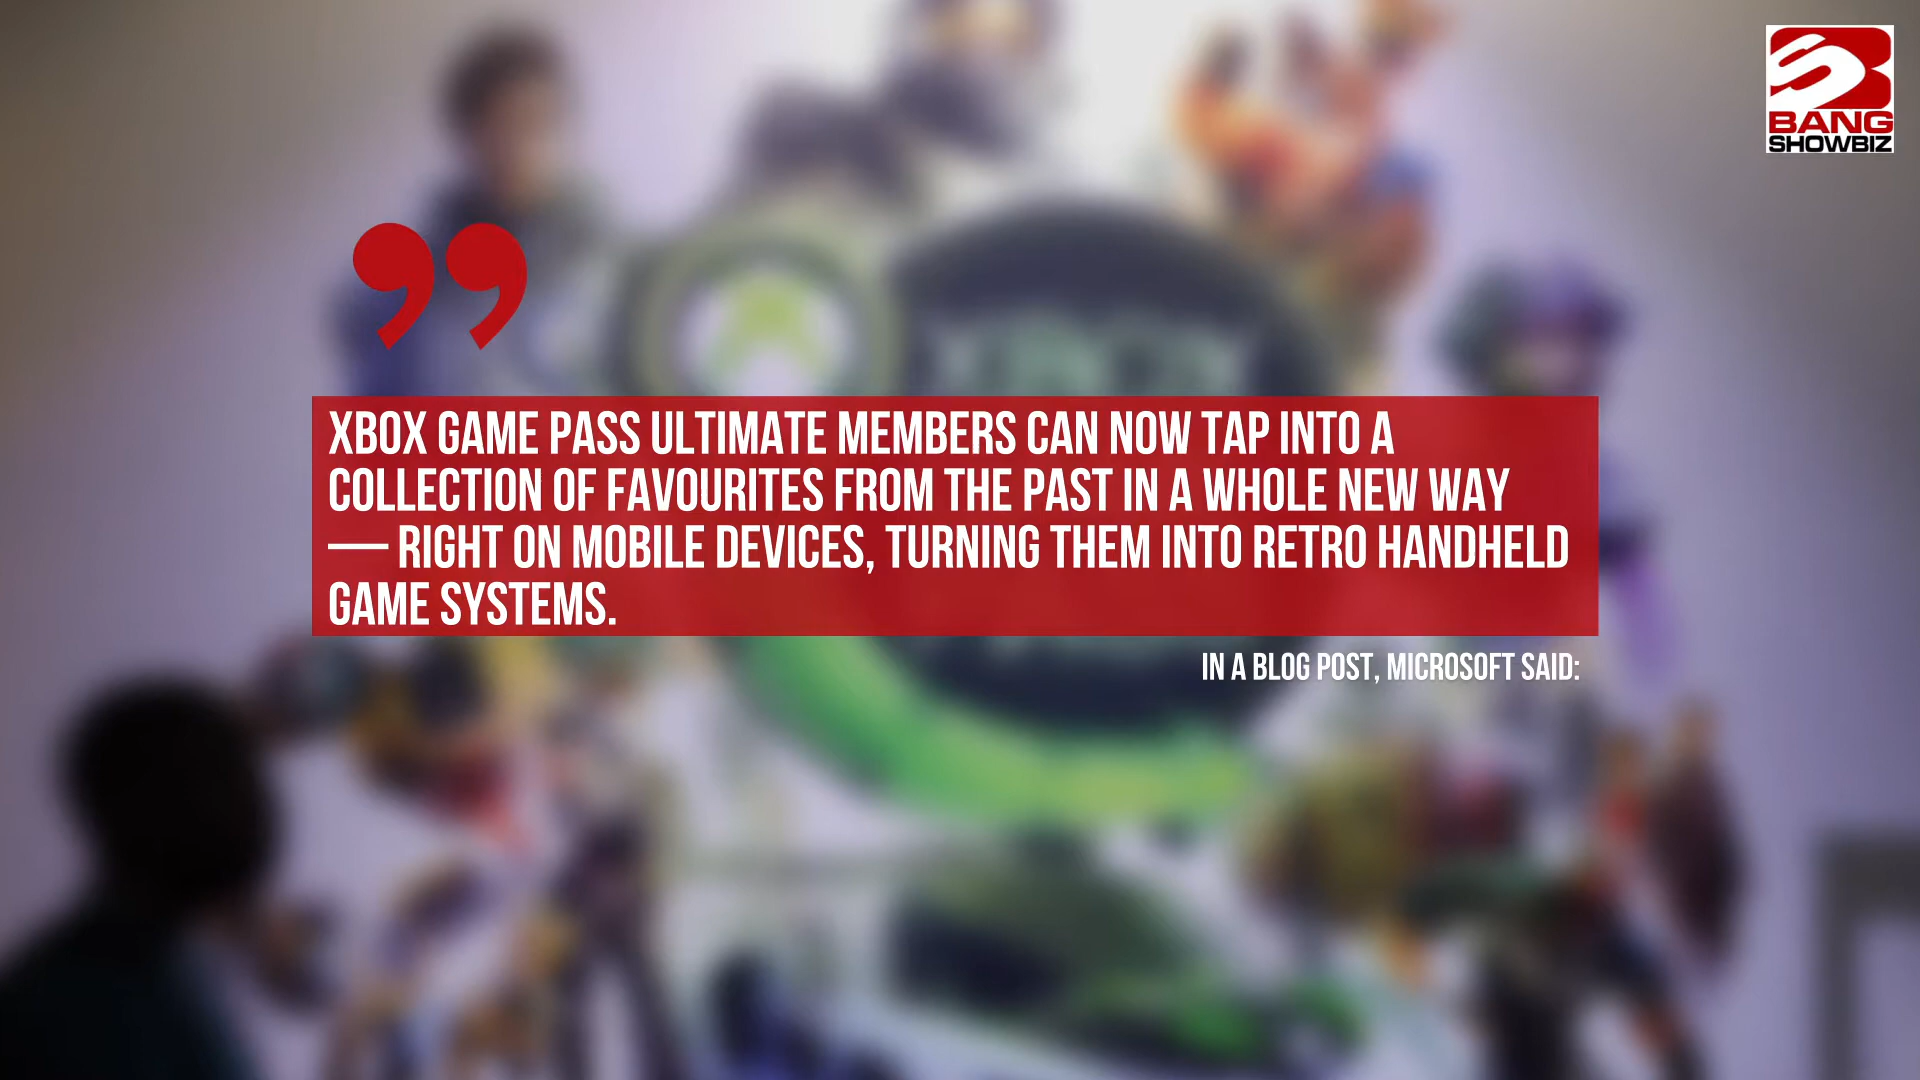 BANG
SHOWBIZ
”
XBOX GAME PASS ULTIMATE MEMBERS CAN NOW TAP INTO A
COLLECTION OF FAVOURITES FROM THE PAST IN A WHOLE NEW WAY
— RIGHT ON MOBILE DEVICES, TURNING THEM INTO RETRO HANDHELD
GAME SYSTEMS.
IN A BLOG POST, MICROSOFT SAID: